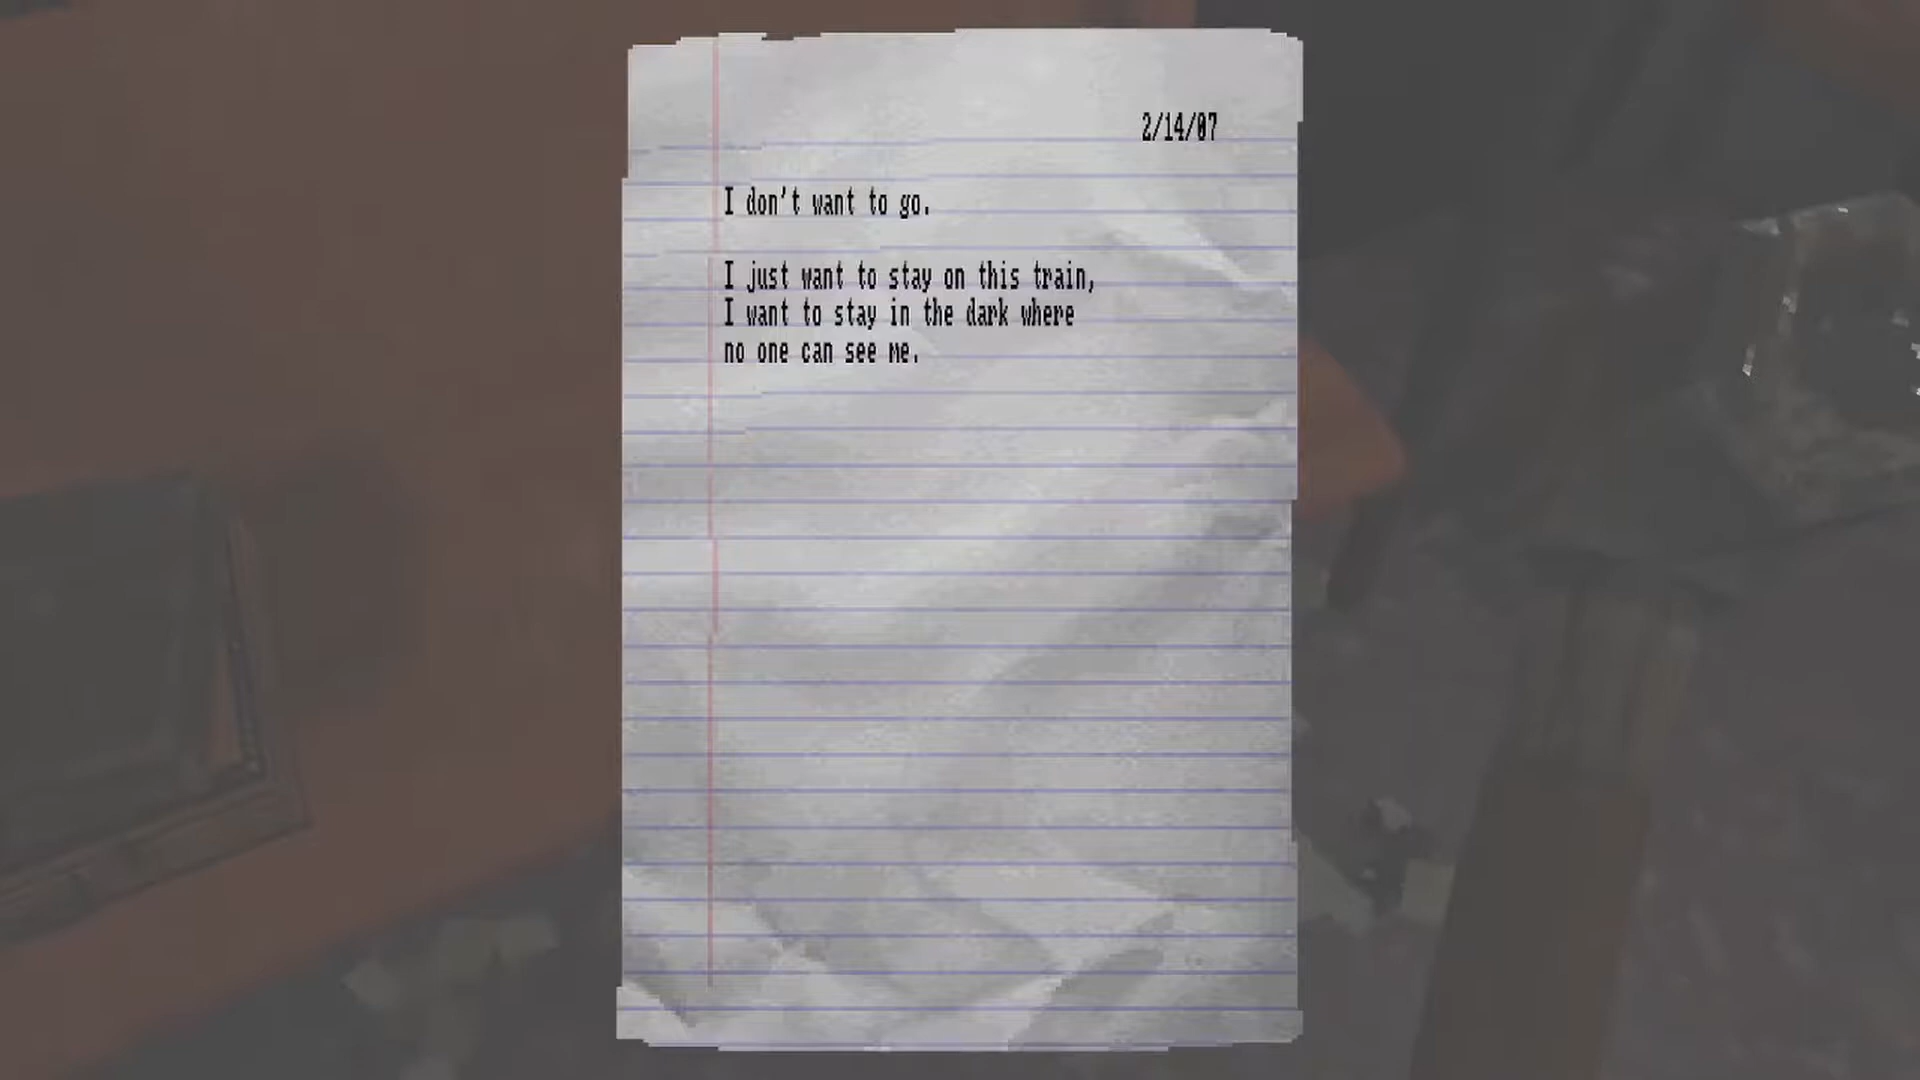 2/14/07
I don't want to go.
I just want to stay on this train,
I want to stay in the dark where
no one can see me.